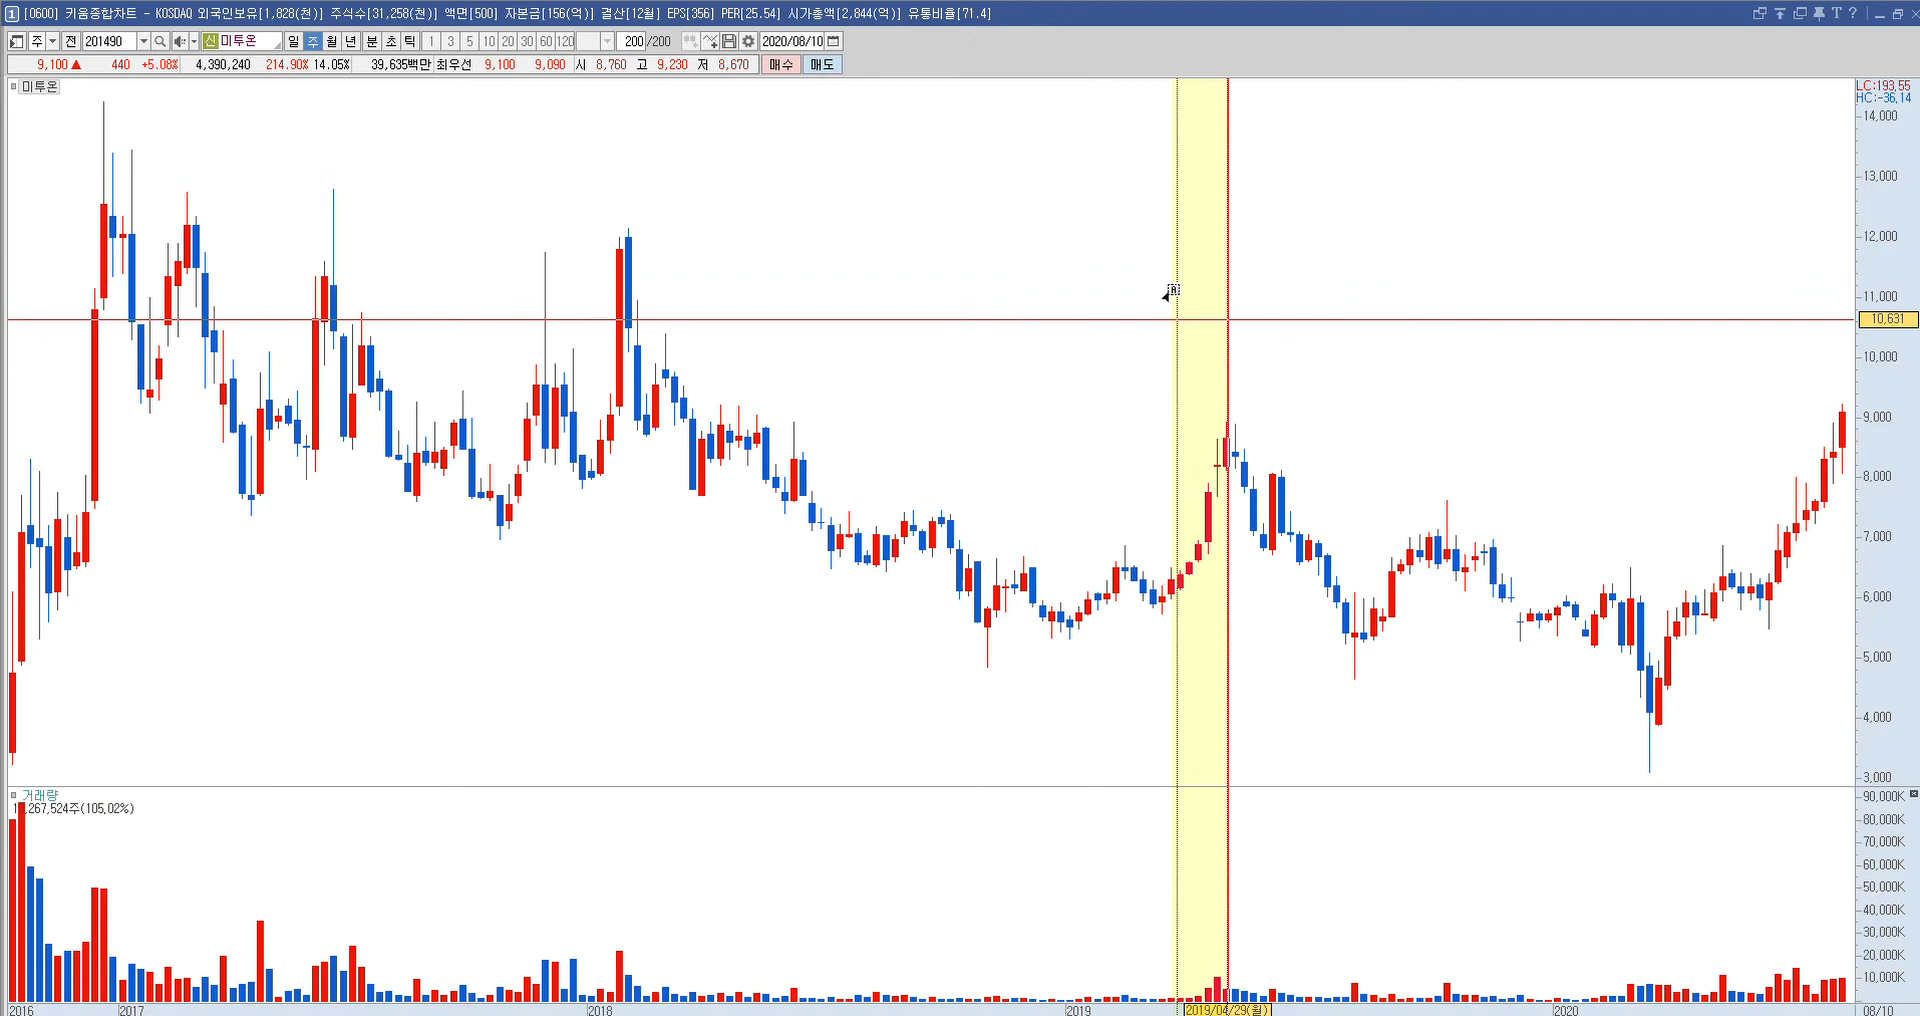 1 [0600] 키움종합차트 - KOSDAQ 외국인보유[1,828(천)] 주식수[31,258(천)] 액면[500] 자본금[156(억)] 결산[12월] EPS[356] PER[25.54] 시가총액[2,844(억)] 유통비율[71.4]
주 전 201490 신 미투온 일 주 월 년 분 초 틱 1 3 5 10 20 30 60 120 200 /200 2020/08/10
9,100 ▲ 440 +5.08% 4,390,240 214.90% 14.05% 39,635백만 최우선 9,100 9,090 시 8,760 고 9,230 저 8,670 매수 매도
미투온
LC:193.55
HC:-36.14
14,000
13,000
12,000
11,000
10,631
10,000
9,000
8,000
7,000
6,000
5,000
4,000
3,000
거래량
,267,524주(105.02%)
90,000K
80,000K
70,000K
60,000K
50,000K
40,000K
30,000K
20,000K
10,000K
2016 2017 2018 2019 2019/04/29(월) 2020 08/10